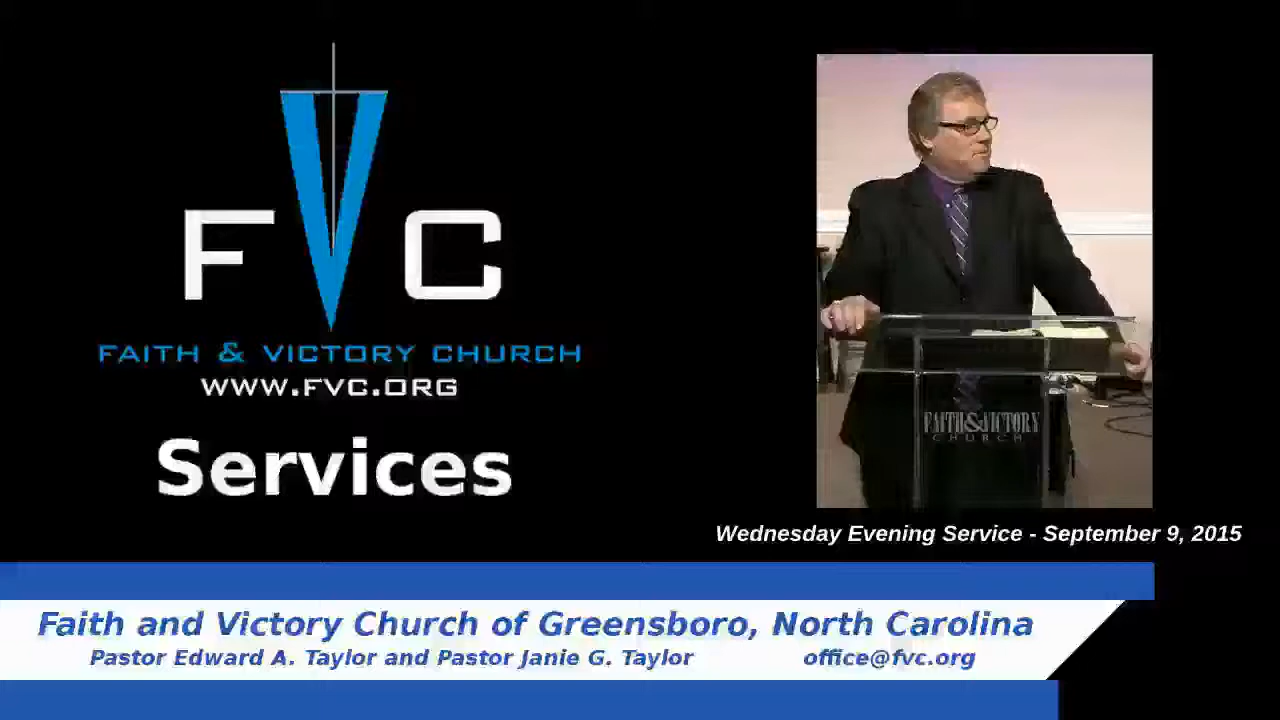 F V C
FAITH & VICTORY CHURCH
WWW.FVC.ORG
Services
FAITH&VICTORY
CHURCH
Wednesday Evening Service - September 9, 2015
Faith and Victory Church of Greensboro, North Carolina
Pastor Edward A. Taylor and Pastor Janie G. Taylor office@fvc.org